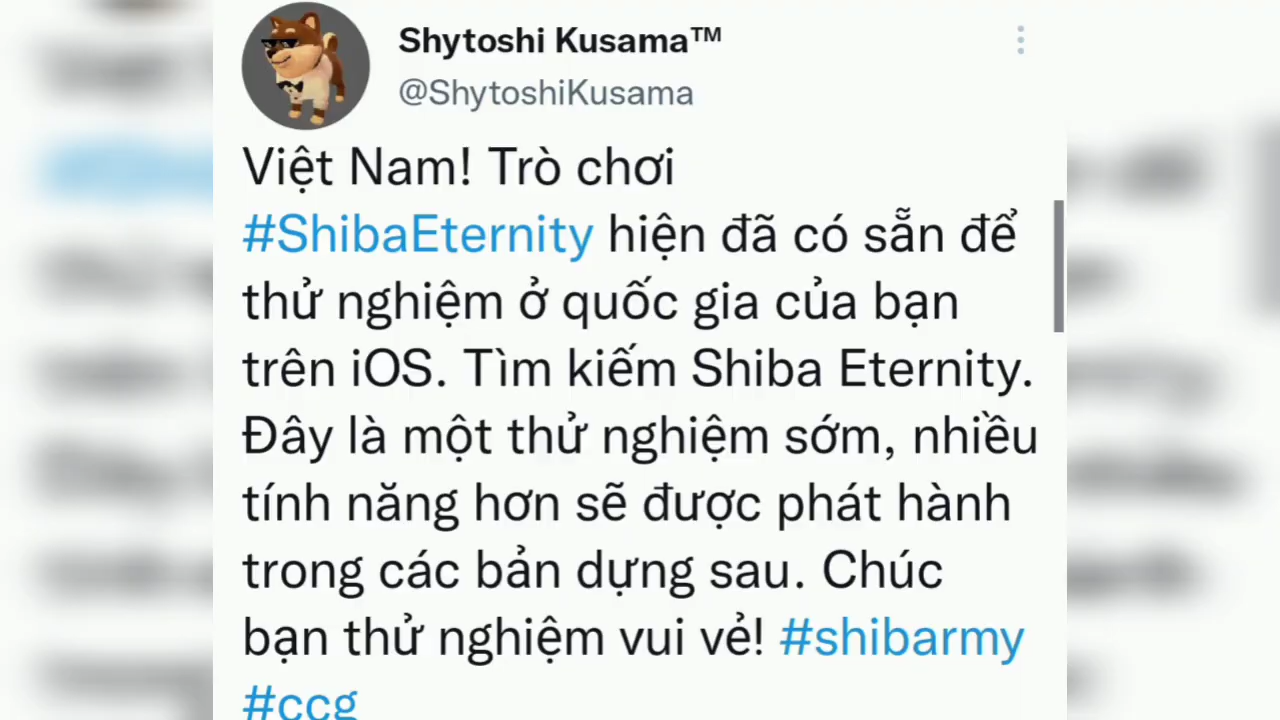 Shytoshi Kusama™
@ShytoshiKusama
Việt Nam! Trò chơi
#ShibaEternity hiện đã có sẵn để
thử nghiệm ở quốc gia của bạn
trên iOS. Tìm kiếm Shiba Eternity.
Đây là một thử nghiệm sớm, nhiều
tính năng hơn sẽ được phát hành
trong các bản dựng sau. Chúc
bạn thử nghiệm vui vẻ! #shibarmy
#ccg